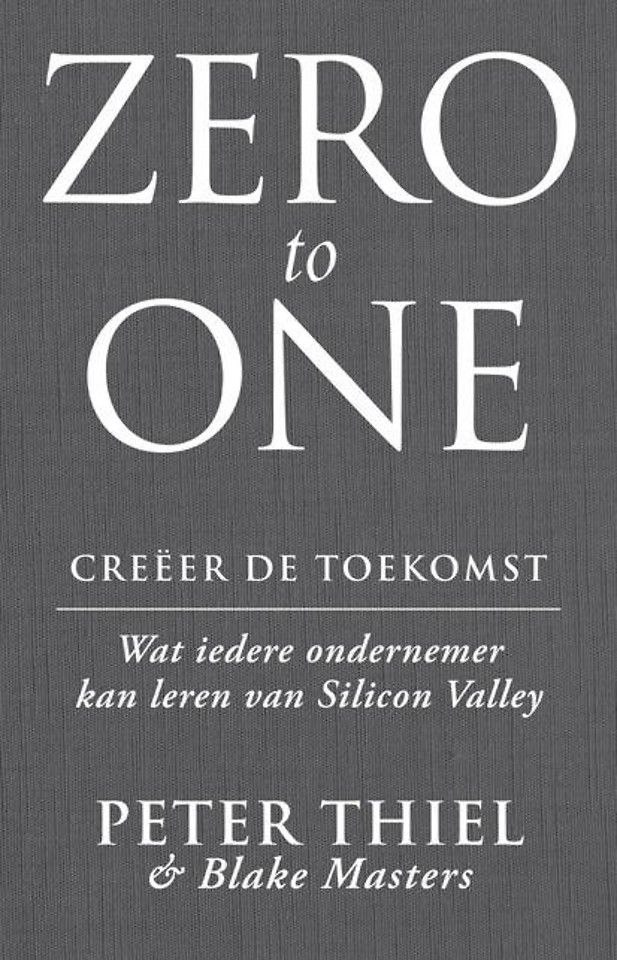 ZERO
to
ONE
CREËER DE TOEKOMST
Wat iedere ondernemer
kan leren van Silicon Valley
PETER THIEL
& Blake Masters